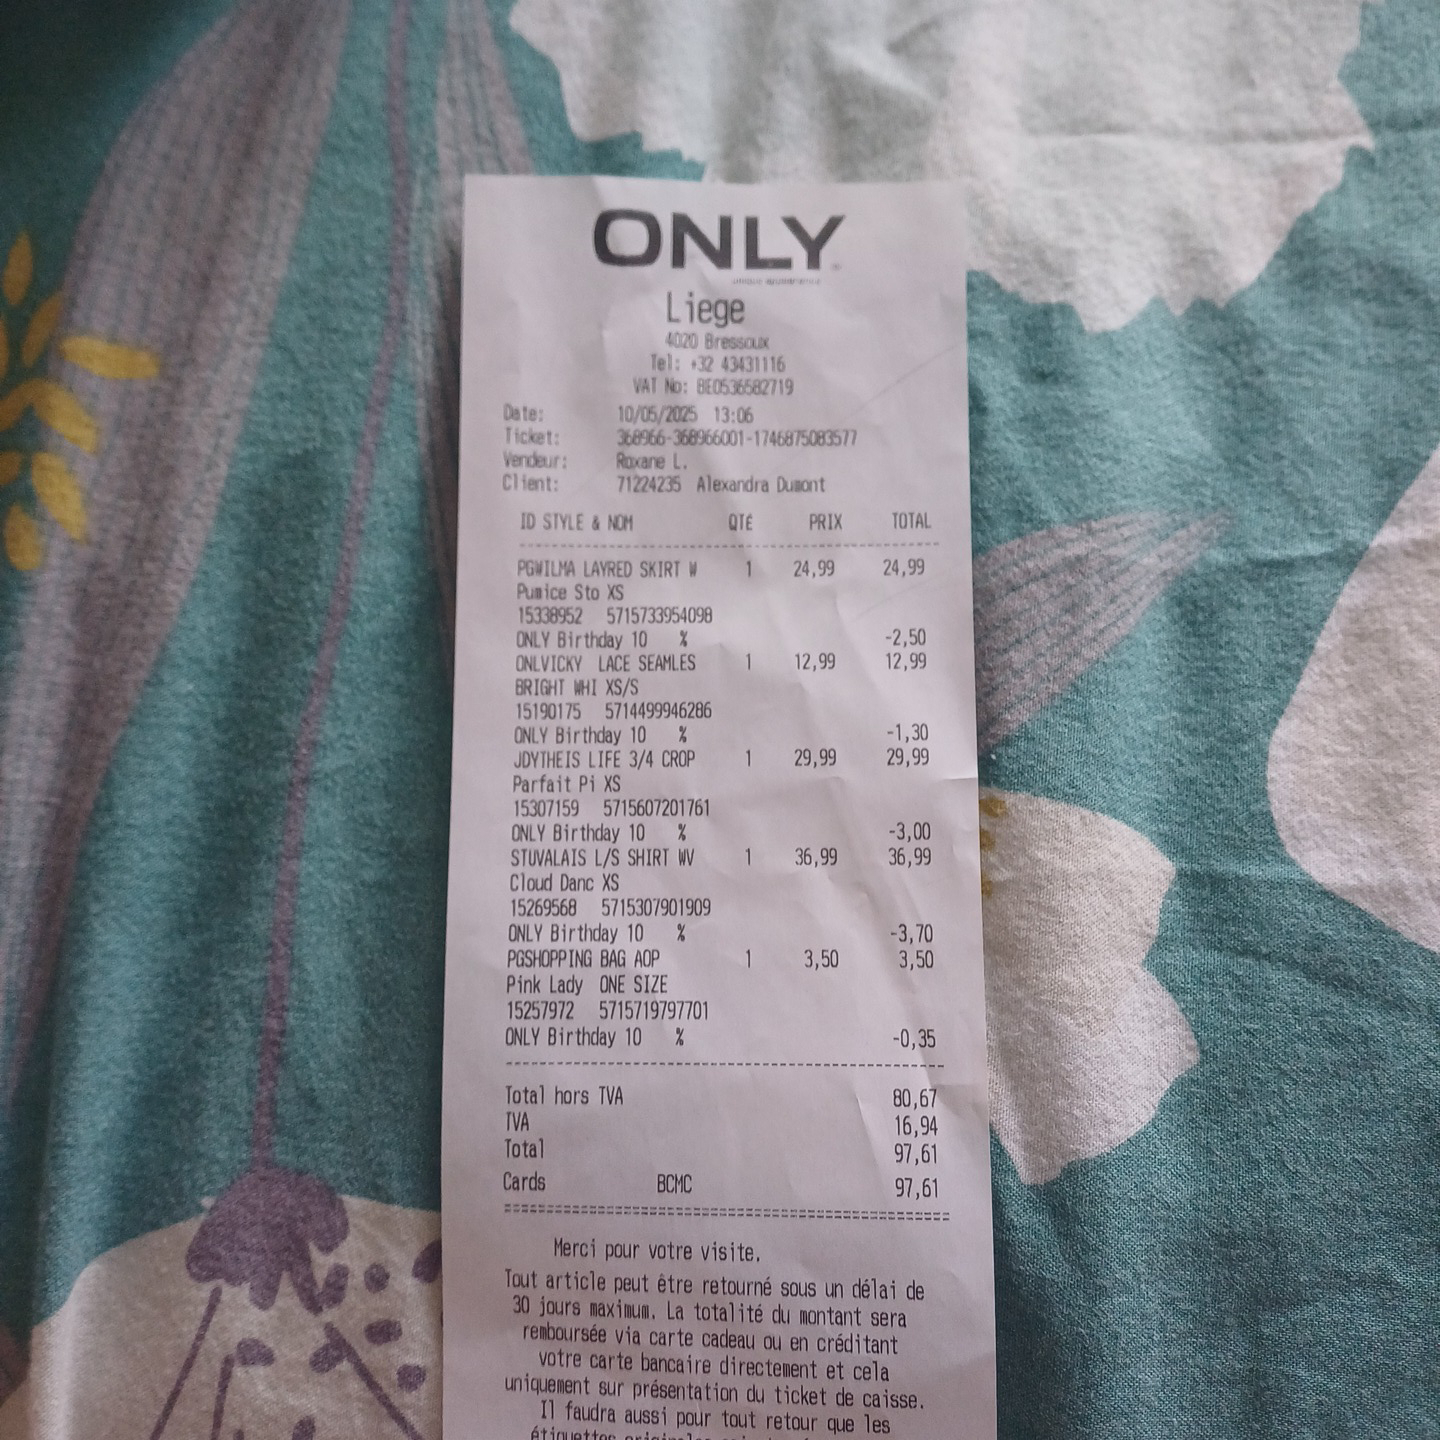 ONLY
Liege
4020 Bressoux
Tel: +32 43431116
VAT No: BE0536582719
Date: 10/05/2025 13:06
Ticket: 368966-368966001-1746875083577
Vendeur: Roxane L.
Client: 71224235 Alexandra Dumont
ID STYLE & NOM QTÉ PRIX TOTAL
PGWILMA LAYRED SKIRT W 1 24,99 24,99
Pumice Sto XS
15338952 5715733954098
ONLY Birthday 10 % -2,50
ONLVICKY LACE SEAMLES 1 12,99 12,99
BRIGHT WHI XS/S
15190175 5714499946286
ONLY Birthday 10 % -1,30
JDYTHEIS LIFE 3/4 CROP 1 29,99 29,99
Parfait Pi XS
15307159 5715607201761
ONLY Birthday 10 % -3,00
STUVALAIS L/S SHIRT WV 1 36,99 36,99
Cloud Danc XS
15269568 5715307901909
ONLY Birthday 10 % -3,70
PGSHOPPING BAG AOP 1 3,50 3,50
Pink Lady ONE SIZE
15257972 5715719797701
ONLY Birthday 10 % -0,35
Total hors TVA 80,67
TVA 16,94
Total 97,61
Cards BCMC 97,61
Merci pour votre visite.
Tout article peut être retourné sous un délai de
30 jours maximum. La totalité du montant sera
remboursée via carte cadeau ou en créditant
votre carte bancaire directement et cela
uniquement sur présentation du ticket de caisse.
Il faudra aussi pour tout retour que les
étiquettes originales